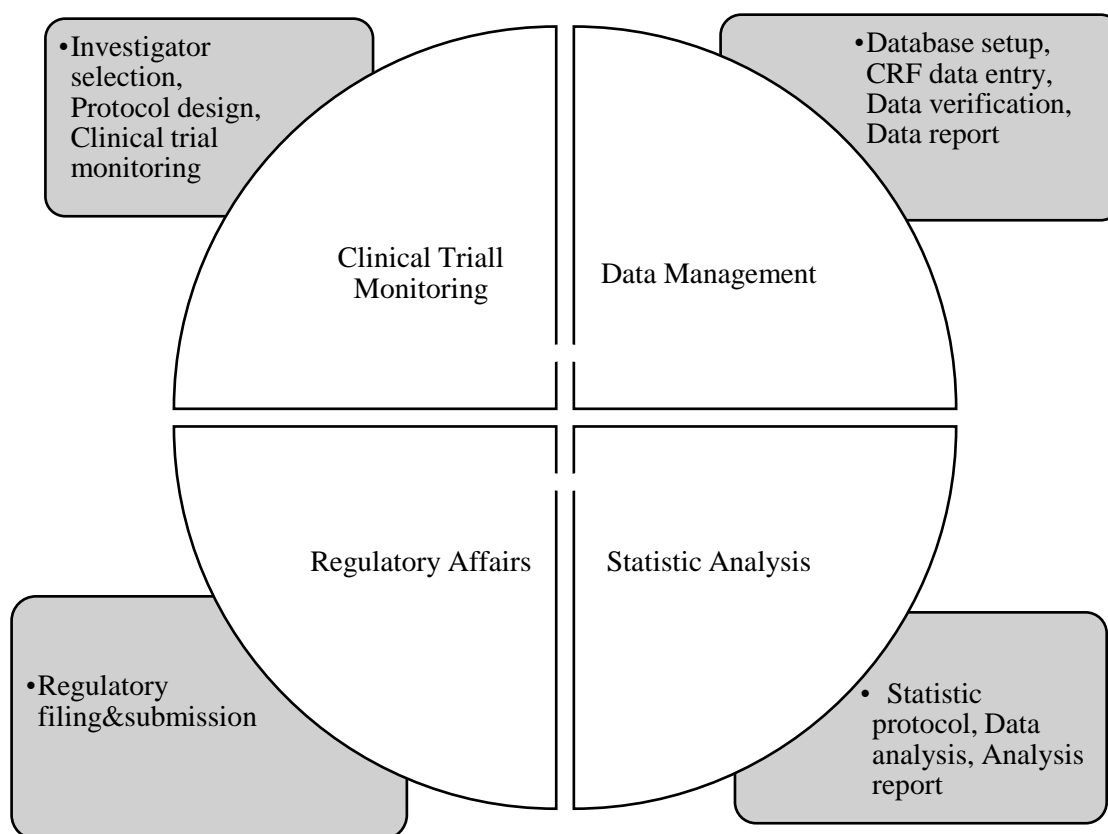 •Investigator
selection,
Protocol design,
Clinical trial
monitoring
•Database setup,
CRF data entry,
Data verification,
Data report
Clinical Triall
Monitoring
Data Management
Regulatory Affairs
Statistic Analysis
•Regulatory
filing&submission
• Statistic
protocol, Data
analysis, Analysis
report